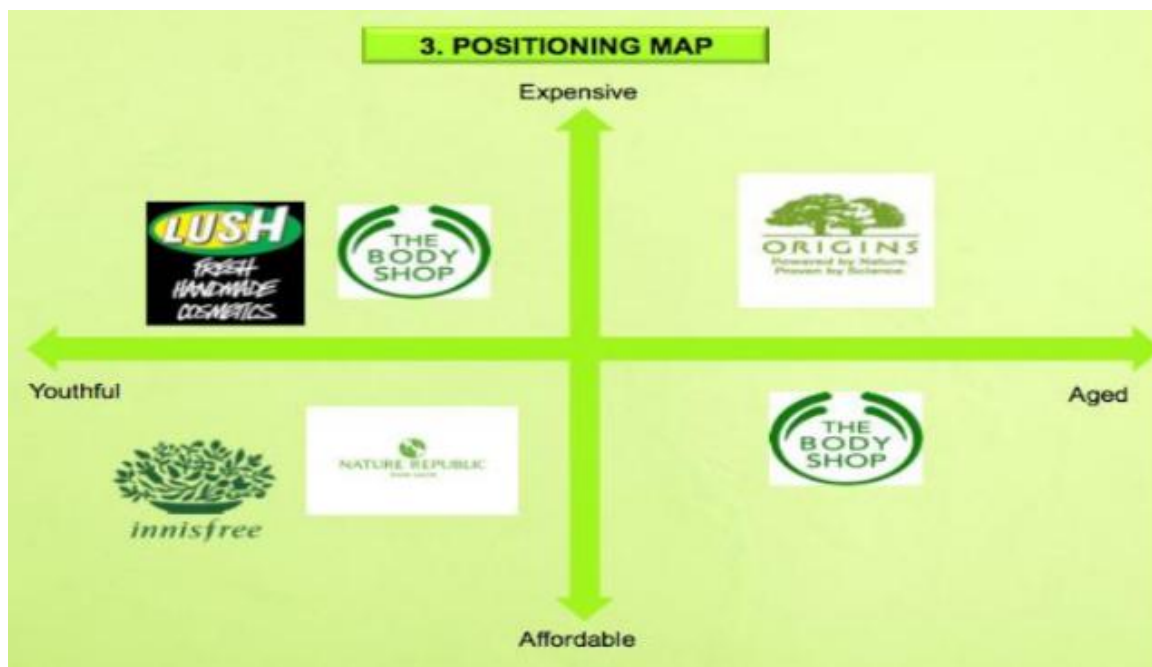 3. POSITIONING MAP
Expensive
LUSH
FRESH
HANDMADE
COSMETICS
THE
BODY
SHOP
ORIGINS
Powered by Nature.
Proven by Science.
Youthful
Aged
THE
BODY
SHOP
NATURE REPUBLIC
innisfree
Affordable